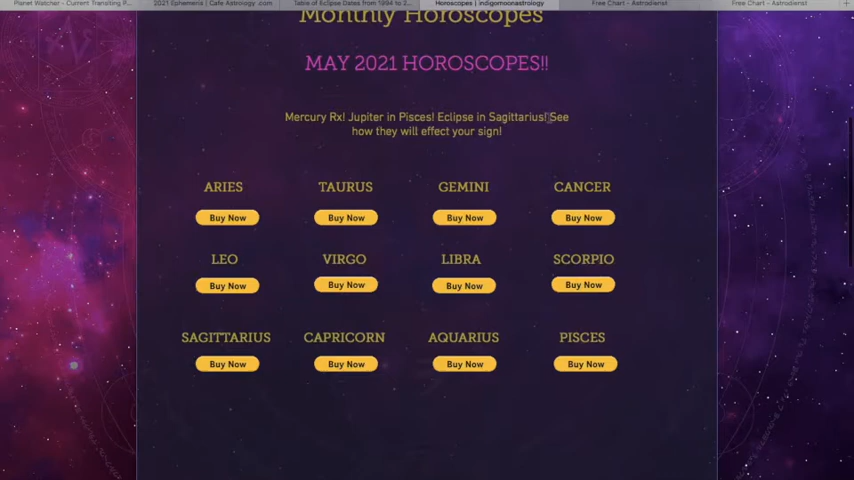 Planet Watcher - Current Transiting P... 2021 Ephemeris | Cafe Astrology .com Table of Eclipse Dates from 1994 to 2... Horoscopes | indigomoonastrology Free Chart - Astrodienst Free Chart - Astrodienst
Monthly Horoscopes
MAY 2021 HOROSCOPES!!
Mercury Rx! Jupiter in Pisces! Eclipse in Sagittarius! See
how they will effect your sign!
ARIES TAURUS GEMINI CANCER
Buy Now Buy Now Buy Now Buy Now
LEO VIRGO LIBRA SCORPIO
Buy Now Buy Now Buy Now Buy Now
SAGITTARIUS CAPRICORN AQUARIUS PISCES
Buy Now Buy Now Buy Now Buy Now